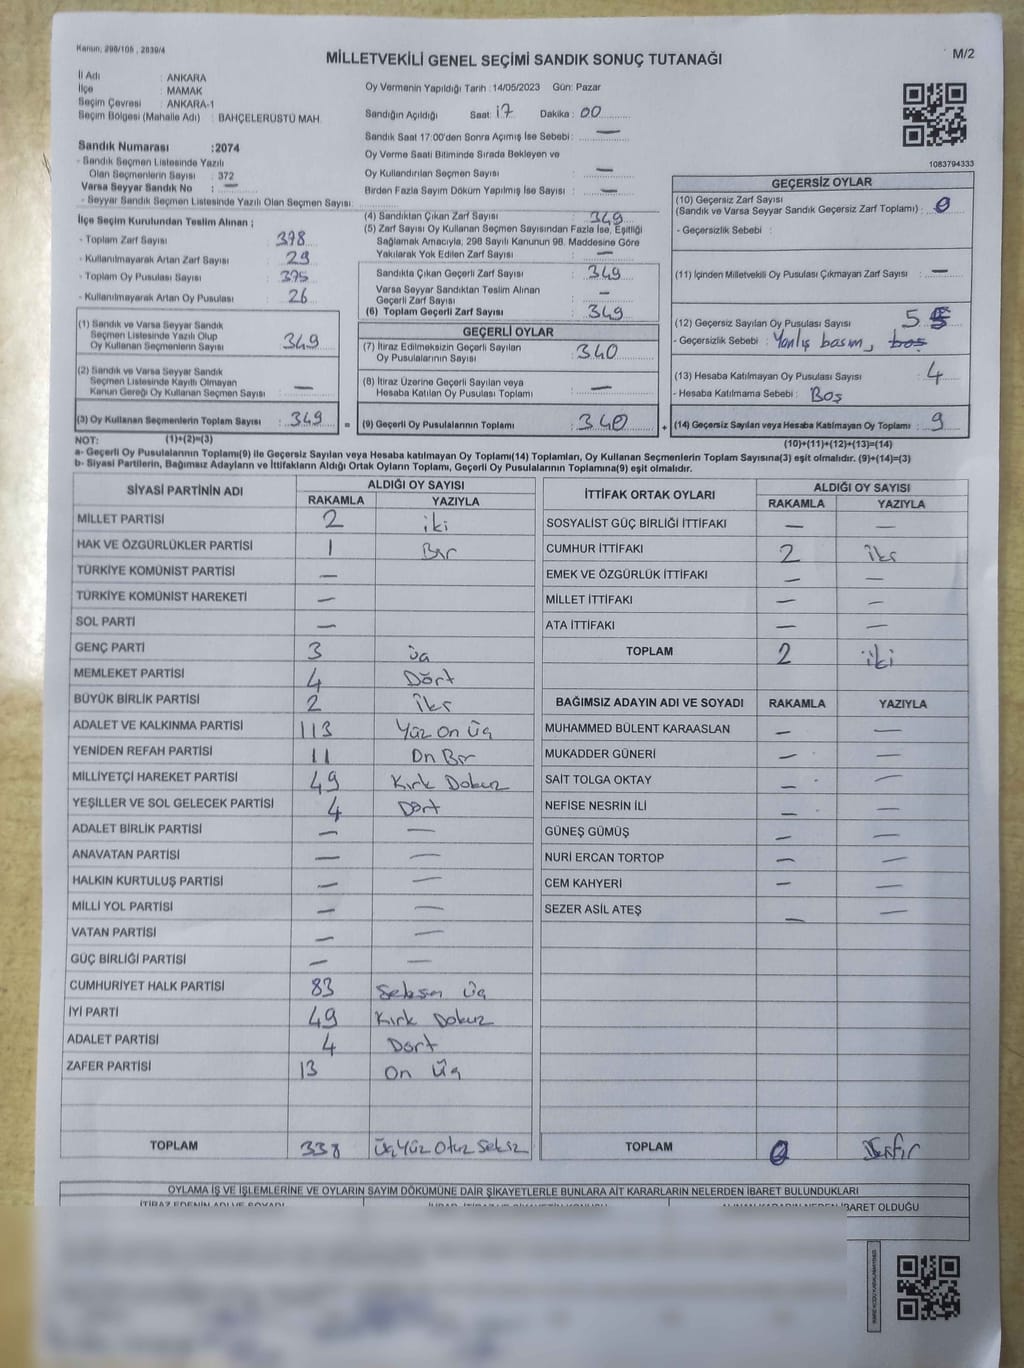 Kanun, 298/105 , 2839/4
MİLLETVEKİLİ GENEL SEÇİMİ SANDIK SONUÇ TUTANAĞI
M/2
İl Adı : ANKARA
İlçe : MAMAK
Seçim Çevresi : ANKARA-1
Seçim Bölgesi (Mahalle Adı) : BAHÇELERÜSTÜ MAH.
Sandık Numarası :2074
- Sandık Seçmen Listesinde Yazılı
Olan Seçmenlerin Sayısı : 372
Varsa Seyyar Sandık No : —
- Seyyar Sandık Seçmen Listesinde Yazılı Olan Seçmen Sayısı:
Oy Vermenin Yapıldığı Tarih :14/05/2023 Gün: Pazar
Sandığın Açıldığı Saat: 17 Dakika : 00
Sandık Saat 17:00'den Sonra Açılmış İse Sebebi: —
Oy Verme Saati Bitiminde Sırada Bekleyen ve
Oy Kullandırılan Seçmen Sayısı : —
Birden Fazla Sayım Döküm Yapılmış İse Sayısı : —
1083794333
İlçe Seçim Kurulundan Teslim Alınan ;
- Toplam Zarf Sayısı : 378
- Kullanılmayarak Artan Zarf Sayısı : 29
- Toplam Oy Pusulası Sayısı : 375
- Kullanılmayarak Artan Oy Pusulası : 26
(1) Sandık ve Varsa Seyyar Sandık
Seçmen Listesinde Yazılı Olup
Oy Kullanan Seçmenlerin Sayısı : 349
(2) Sandık ve Varsa Seyyar Sandık
Seçmen Listesinde Kayıtlı Olmayan
Kanun Gereği Oy Kullanan Seçmen Sayısı : —
(3) Oy Kullanan Seçmenlerin Toplam Sayısı : 349
=
(4) Sandıktan Çıkan Zarf Sayısı : 349
(5) Zarf Sayısı Oy Kullanan Seçmen Sayısından Fazla İse, Eşitliği
Sağlamak Amacıyla, 298 Sayılı Kanunun 98. Maddesine Göre
Yakılarak Yok Edilen Zarf Sayısı : —
Sandıkta Çıkan Geçerli Zarf Sayısı : 349
Varsa Seyyar Sandıktan Teslim Alınan
Geçerli Zarf Sayısı : —
(6) Toplam Geçerli Zarf Sayısı : 349
GEÇERLİ OYLAR
(7) İtiraz Edilmeksizin Geçerli Sayılan
Oy Pusulalarının Sayısı : 340
(8) İtiraz Üzerine Geçerli Sayılan veya
Hesaba Katılan Oy Pusulası Toplamı : —
(9) Geçerli Oy Pusulalarının Toplamı : 340
+
GEÇERSİZ OYLAR
(10) Geçersiz Zarf Sayısı
(Sandık ve Varsa Seyyar Sandık Geçersiz Zarf Toplamı) : 0
- Geçersizlik Sebebi :
(11) İçinden Milletvekili Oy Pusulası Çıkmayan Zarf Sayısı : —
(12) Geçersiz Sayılan Oy Pusulası Sayısı : 5
- Geçersizlik Sebebi : Yanlış basım, boş
(13) Hesaba Katılmayan Oy Pusulası Sayısı : 4
- Hesaba Katılmama Sebebi : Boş
(14) Geçersiz Sayılan veya Hesaba Katılmayan Oy Toplamı : 9
NOT: (1)+(2)=(3)
(10)+(11)+(12)+(13)=(14)
a- Geçerli Oy Pusulalarının Toplamı(9) ile Geçersiz Sayılan veya Hesaba Katılmayan Oy Toplamı(14) Toplamları, Oy Kullanan Seçmenlerin Toplam Sayısına(3) eşit olmalıdır. (9)+(14)=(3)
b- Siyasi Partilerin, Bağımsız Adayların ve İttifakların Aldığı Ortak Oyların Toplamı, Geçerli Oy Pusulalarının Toplamına(9) eşit olmalıdır.
SİYASİ PARTİNİN ADI ALDIĞI OY SAYISI
RAKAMLA YAZIYLA
MİLLET PARTİSİ 2 iki
HAK VE ÖZGÜRLÜKLER PARTİSİ 1 Bir
TÜRKİYE KOMÜNİST PARTİSİ —
TÜRKİYE KOMÜNİST HAREKETİ —
SOL PARTİ —
GENÇ PARTİ 3 üç
MEMLEKET PARTİSİ 4 Dört
BÜYÜK BİRLİK PARTİSİ 2 İki
ADALET VE KALKINMA PARTİSİ 113 Yüz On Üç
YENİDEN REFAH PARTİSİ 11 On Bir
MİLLİYETÇİ HAREKET PARTİSİ 49 Kırk Dokuz
YEŞİLLER VE SOL GELECEK PARTİSİ 4 Dört
ADALET BİRLİK PARTİSİ — —
ANAVATAN PARTİSİ — —
HALKIN KURTULUŞ PARTİSİ — —
MİLLİ YOL PARTİSİ — —
VATAN PARTİSİ — —
GÜÇ BİRLİĞİ PARTİSİ — —
CUMHURİYET HALK PARTİSİ 83 Seksen Üç
İYİ PARTİ 49 Kırk Dokuz
ADALET PARTİSİ 4 Dört
ZAFER PARTİSİ 13 On Üç
TOPLAM 338 Üç Yüz Otuz Sekiz
İTTİFAK ORTAK OYLARI ALDIĞI OY SAYISI
RAKAMLA YAZIYLA
SOSYALİST GÜÇ BİRLİĞİ İTTİFAKI — —
CUMHUR İTTİFAKI 2 İki
EMEK VE ÖZGÜRLÜK İTTİFAKI — —
MİLLET İTTİFAKI — —
ATA İTTİFAKI — —
TOPLAM 2 iki
BAĞIMSIZ ADAYIN ADI VE SOYADI RAKAMLA YAZIYLA
MUHAMMED BÜLENT KARAASLAN — —
MUKADDER GÜNERİ — —
SAİT TOLGA OKTAY — —
NEFİSE NESRİN İLİ — —
GÜNEŞ GÜMÜŞ — —
NURİ ERCAN TORTOP — —
CEM KAHYERİ — —
SEZER ASİL ATEŞ — —
TOPLAM 0 Sıfır
OYLAMA İŞ VE İŞLEMLERİNE VE OYLARIN SAYIM DÖKÜMÜNE DAİR ŞİKAYETLERLE BUNLARA AİT KARARLARIN NELERDEN İBARET BULUNDUKLARI
İTİRAZ EDENİN ADI VE SOYADI
İBARET OLDUĞU